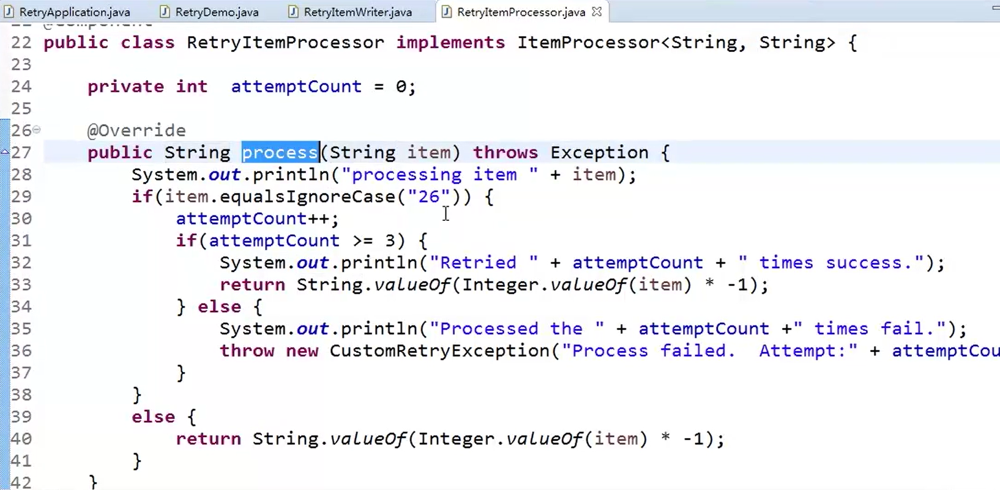 RetryApplication.java RetryDemo.java RetryItemWriter.java RetryItemProcessor.java
22 public class RetryItemProcessor implements ItemProcessor<String, String> {
23
24 private int attemptCount = 0;
25
26 @Override
27 public String process(String item) throws Exception {
28 System.out.println("processing item " + item);
29 if(item.equalsIgnoreCase("26")) {
30 attemptCount++;
31 if(attemptCount >= 3) {
32 System.out.println("Retried " + attemptCount + " times success.");
33 return String.valueOf(Integer.valueOf(item) * -1);
34 } else {
35 System.out.println("Processed the " + attemptCount +" times fail.");
36 throw new CustomRetryException("Process failed.  Attempt:" + attemptCou
37 }
38 }
39 else {
40 return String.valueOf(Integer.valueOf(item) * -1);
41 }
42 }